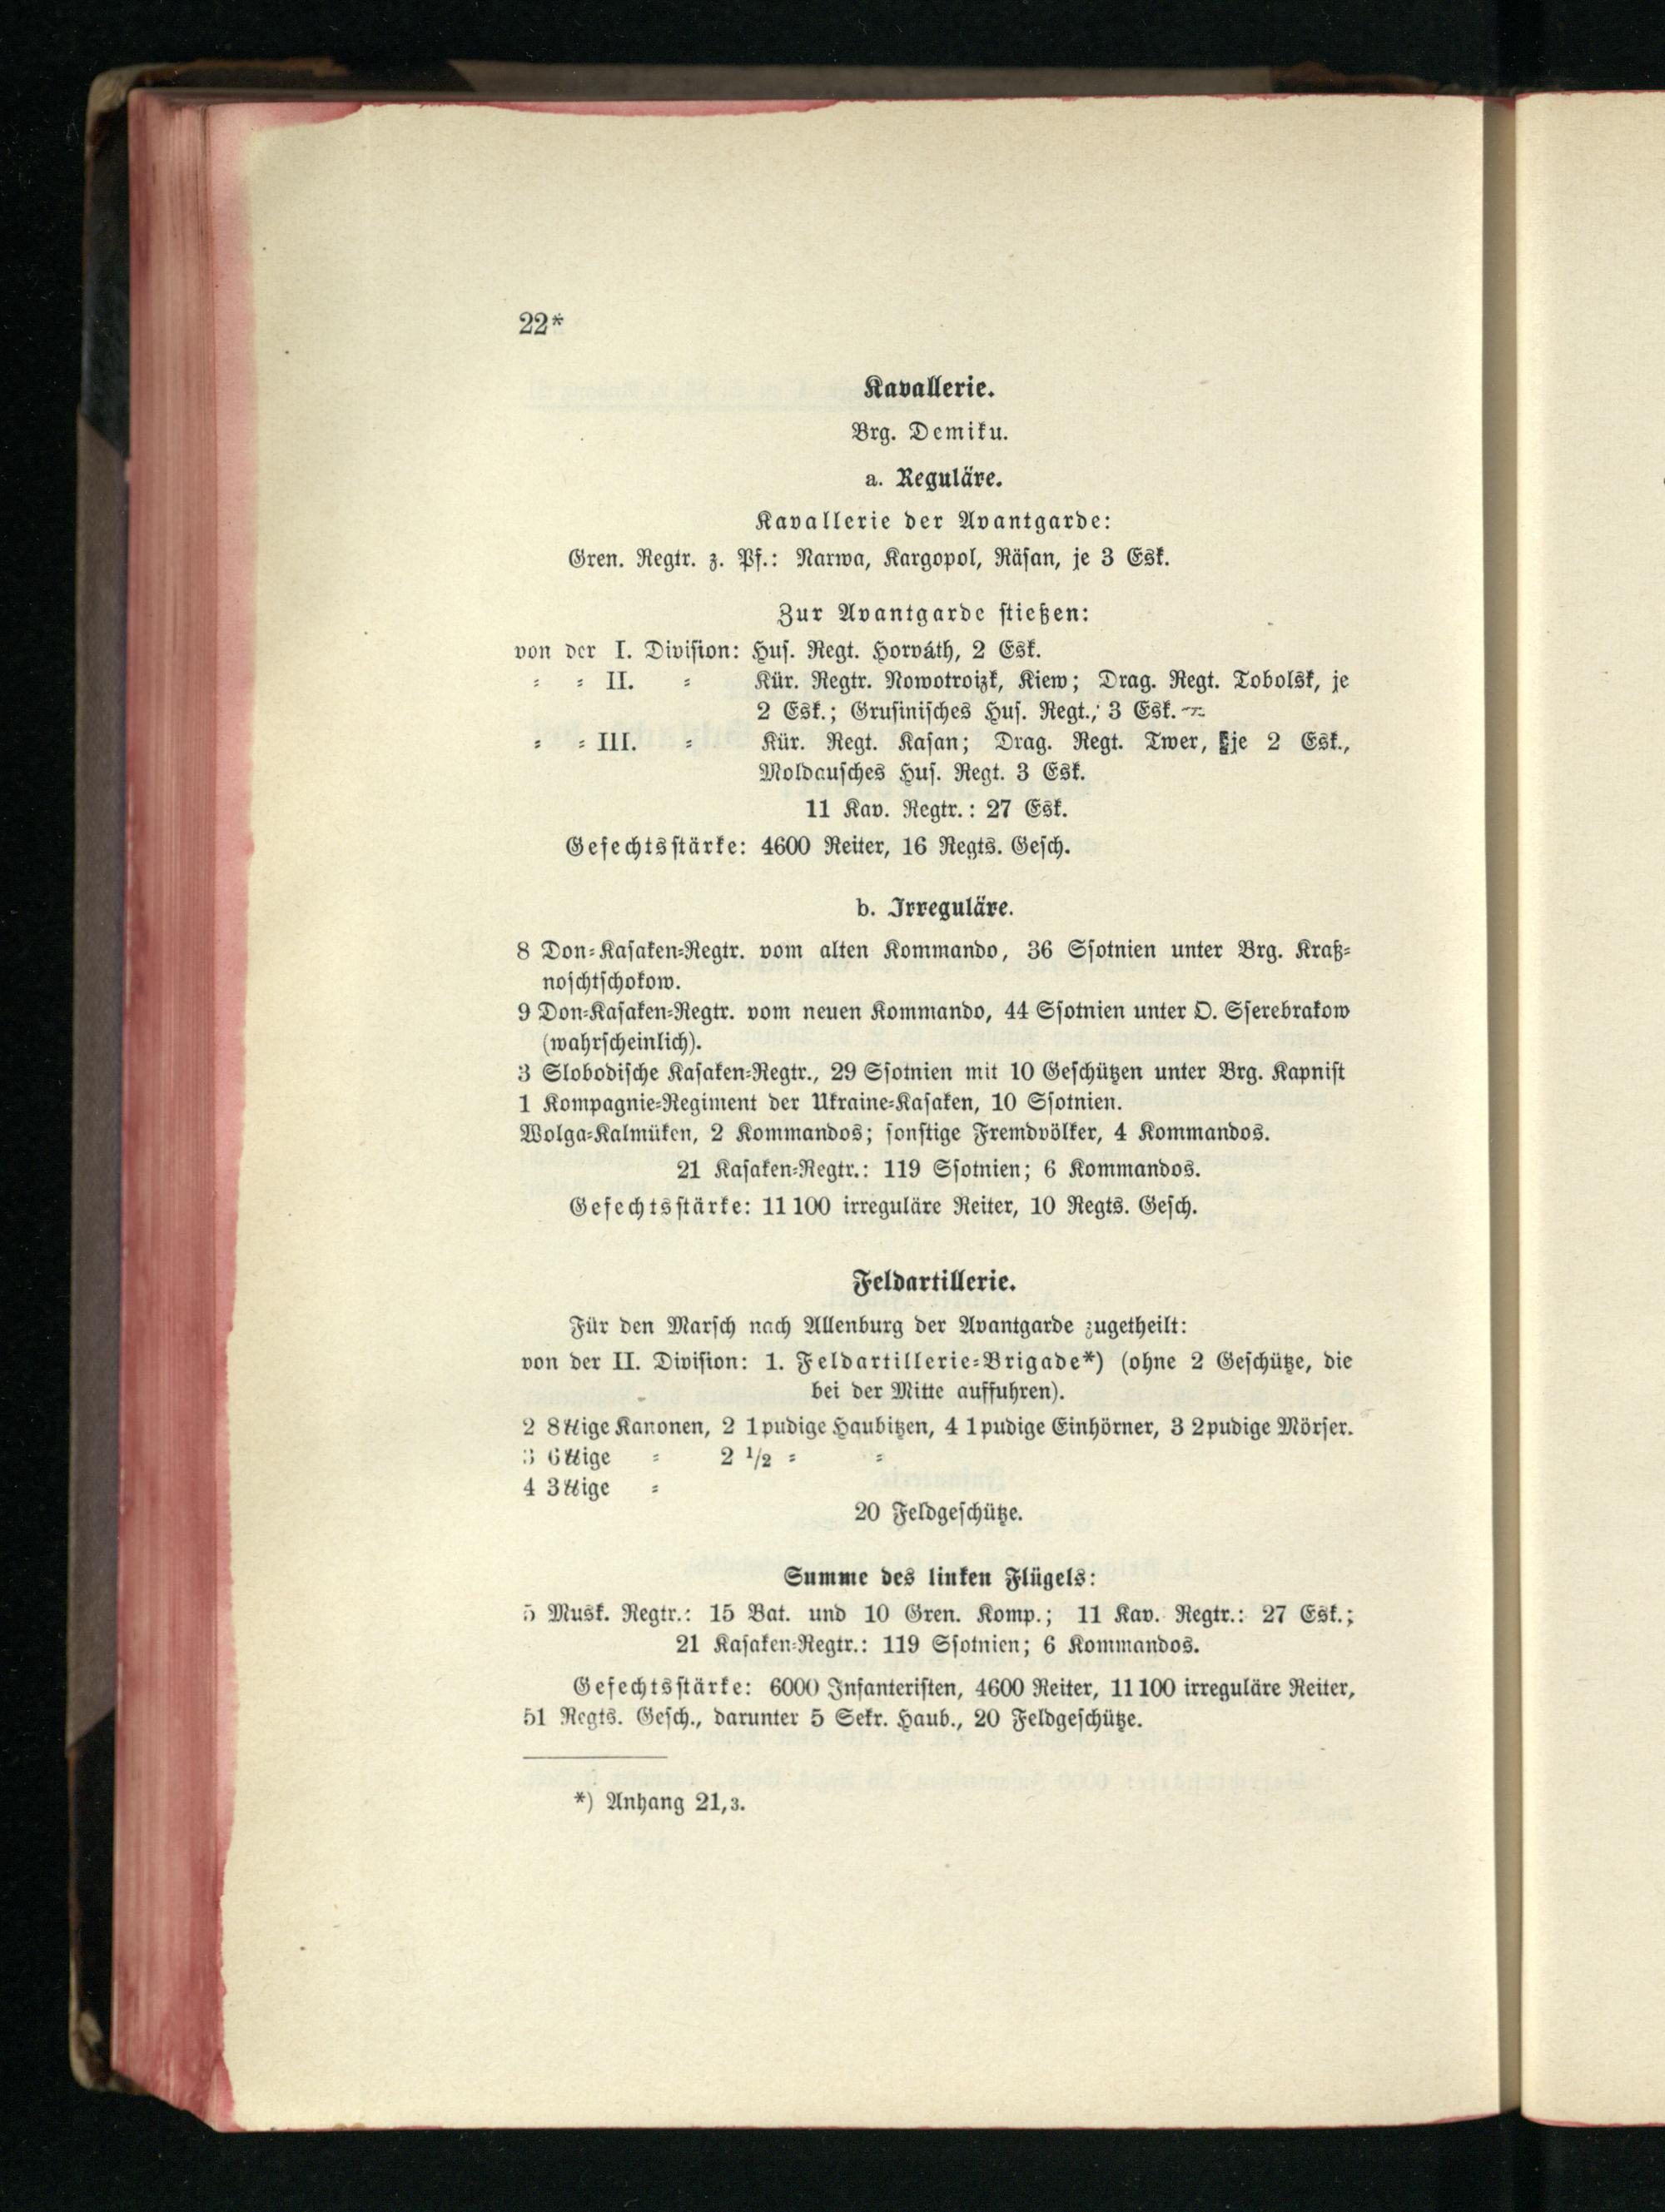 22*
Kavallerie.
Brg. Demiku.
a. Reguläre.
Kavallerie der Avantgarde:
Gren. Regtr. z. Pf.: Narwa, Kargopol, Räsan, je 3 Esk.
Zur Avantgarde stießen:
von der I. Division: Hus. Regt. Horváth, 2 Esk.
= = II. = Kür. Regtr. Nowotroizk, Kiew; Drag. Regt. Tobolsk, je
2 Esk.; Grusinisches Hus. Regt., 3 Esk.
= = III. = Kür. Regt. Kasan; Drag. Regt. Twer, je 2 Esk.,
Moldausches Hus. Regt. 3 Esk.
11 Kav. Regtr.: 27 Esk.
Gefechtsstärke: 4600 Reiter, 16 Regts. Gesch.
b. Irreguläre.
8 Don-Kasaken-Regtr. vom alten Kommando, 36 Ssotnien unter Brg. Kraß-
noschtschokow.
9 Don-Kasaken-Regtr. vom neuen Kommando, 44 Ssotnien unter O. Sserebrakow
(wahrscheinlich).
3 Slobodische Kasaken-Regtr., 29 Ssotnien mit 10 Geschützen unter Brg. Kapnist
1 Kompagnie-Regiment der Ukraine-Kasaken, 10 Ssotnien.
Wolga-Kalmüken, 2 Kommandos; sonstige Fremdvölker, 4 Kommandos.
21 Kasaken-Regtr.: 119 Ssotnien; 6 Kommandos.
Gefechtsstärke: 11 100 irreguläre Reiter, 10 Regts. Gesch.
Feldartillerie.
Für den Marsch nach Allenburg der Avantgarde zugetheilt:
von der II. Division: 1. Feldartillerie-Brigade*) (ohne 2 Geschütze, die
bei der Mitte auffuhren).
2 8℔ige Kanonen, 2 1pudige Haubitzen, 4 1pudige Einhörner, 3 2pudige Mörser.
3 6℔ige = 2 1/2 = =
4 3℔ige =
20 Feldgeschütze.
Summe des linken Flügels:
5 Musk. Regtr.: 15 Bat. und 10 Gren. Komp.; 11 Kav. Regtr.: 27 Esk.;
21 Kasaken-Regtr.: 119 Ssotnien; 6 Kommandos.
Gefechtsstärke: 6000 Infanteristen, 4600 Reiter, 11 100 irreguläre Reiter,
51 Regts. Gesch., darunter 5 Sekr. Haub., 20 Feldgeschütze.
*) Anhang 21,3.